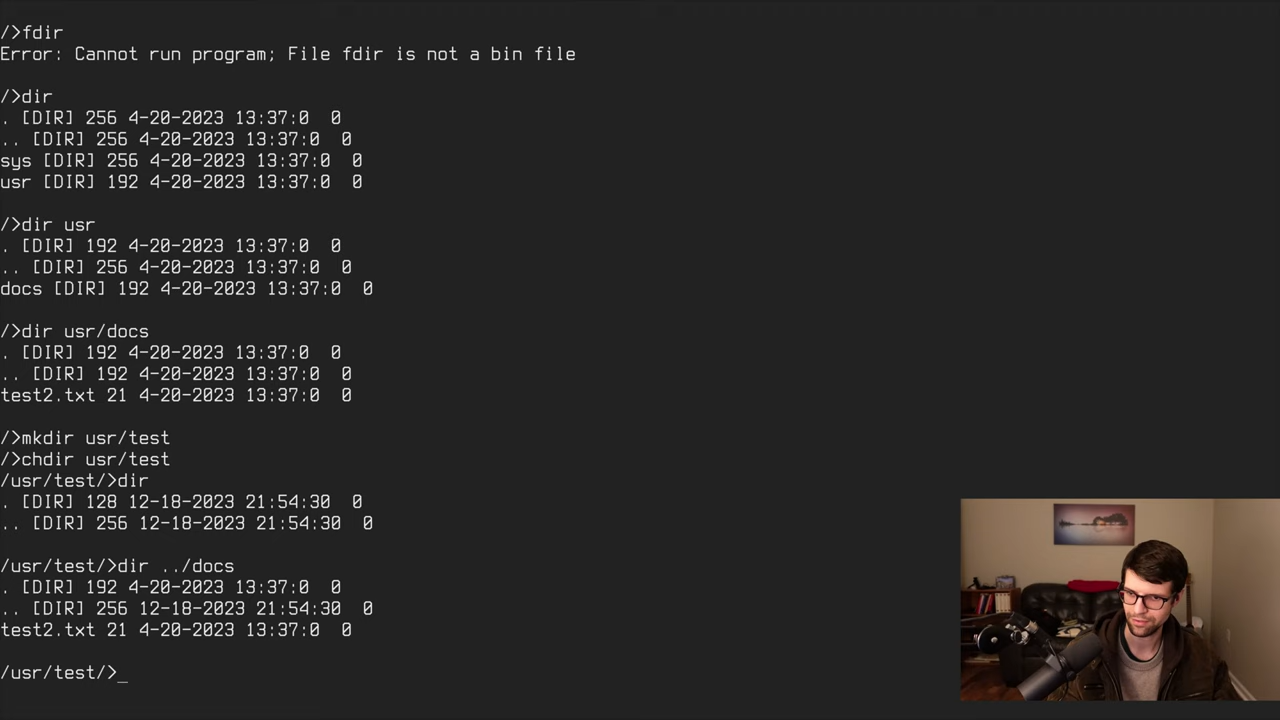 />fdir
Error: Cannot run program; File fdir is not a bin file
/>dir
. [DIR] 256 4-20-2023 13:37:0  0
.. [DIR] 256 4-20-2023 13:37:0  0
sys [DIR] 256 4-20-2023 13:37:0  0
usr [DIR] 192 4-20-2023 13:37:0  0
/>dir usr
. [DIR] 192 4-20-2023 13:37:0  0
.. [DIR] 256 4-20-2023 13:37:0  0
docs [DIR] 192 4-20-2023 13:37:0  0
/>dir usr/docs
. [DIR] 192 4-20-2023 13:37:0  0
.. [DIR] 192 4-20-2023 13:37:0  0
test2.txt 21 4-20-2023 13:37:0  0
/>mkdir usr/test
/>chdir usr/test
/usr/test/>dir
. [DIR] 128 12-18-2023 21:54:30  0
.. [DIR] 256 12-18-2023 21:54:30  0
/usr/test/>dir ../docs
. [DIR] 192 4-20-2023 13:37:0  0
.. [DIR] 256 12-18-2023 21:54:30  0
test2.txt 21 4-20-2023 13:37:0  0
/usr/test/>_